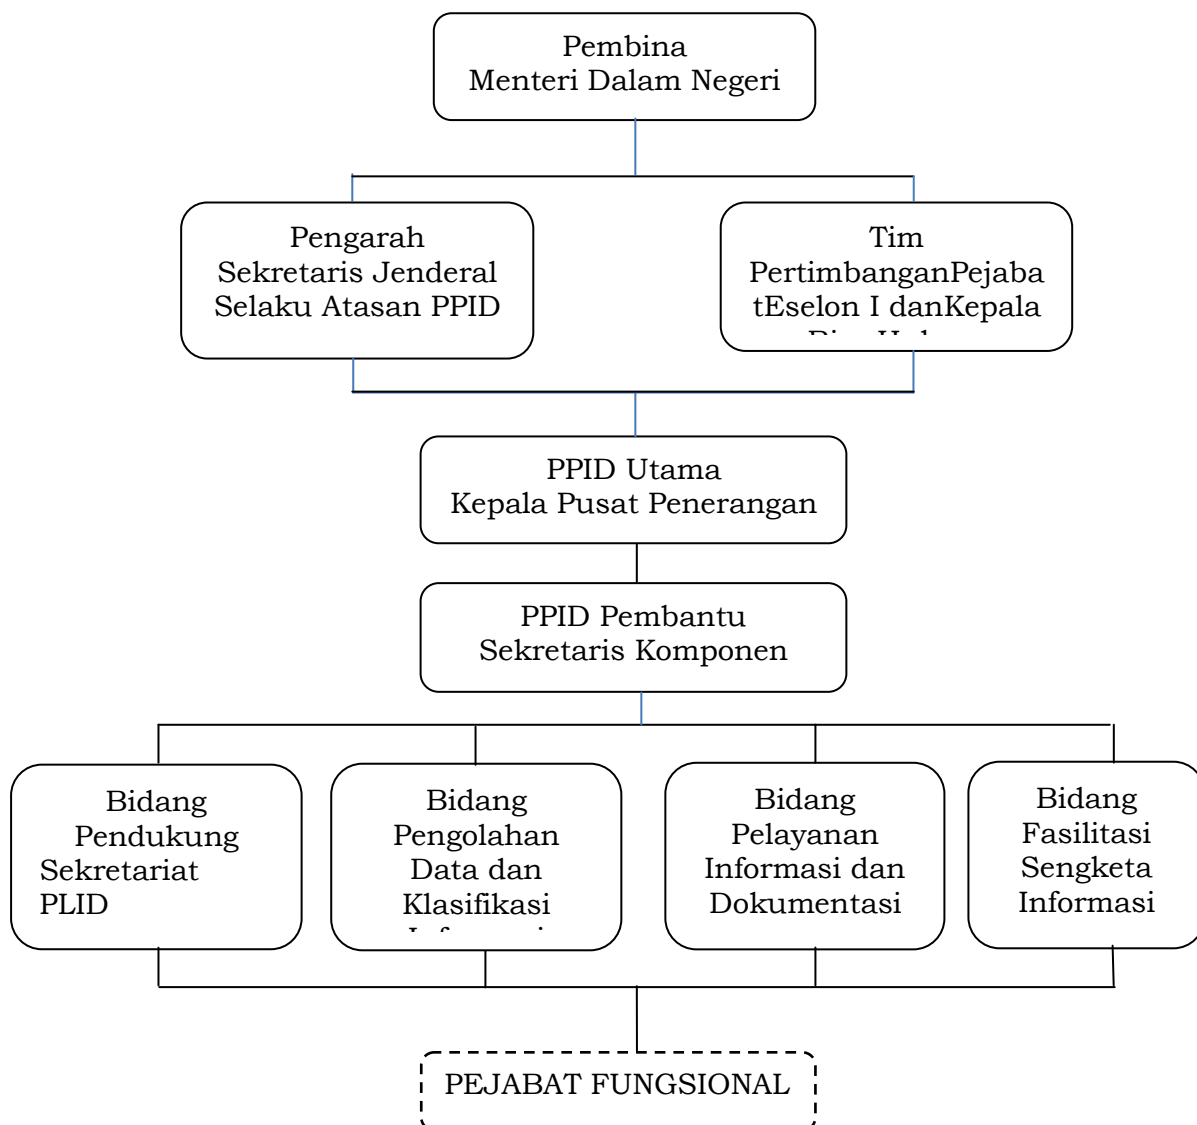 Pembina
Menteri Dalam Negeri
Pengarah
Sekretaris Jenderal
Selaku Atasan PPID
Tim
PertimbanganPejaba
tEselon I danKepala
PPID Utama
Kepala Pusat Penerangan
PPID Pembantu
Sekretaris Komponen
Bidang
Pendukung
Sekretariat
PLID
Bidang
Pengolahan
Data dan
Klasifikasi
Bidang
Pelayanan
Informasi dan
Dokumentasi
Bidang
Fasilitasi
Sengketa
Informasi
PEJABAT FUNGSIONAL